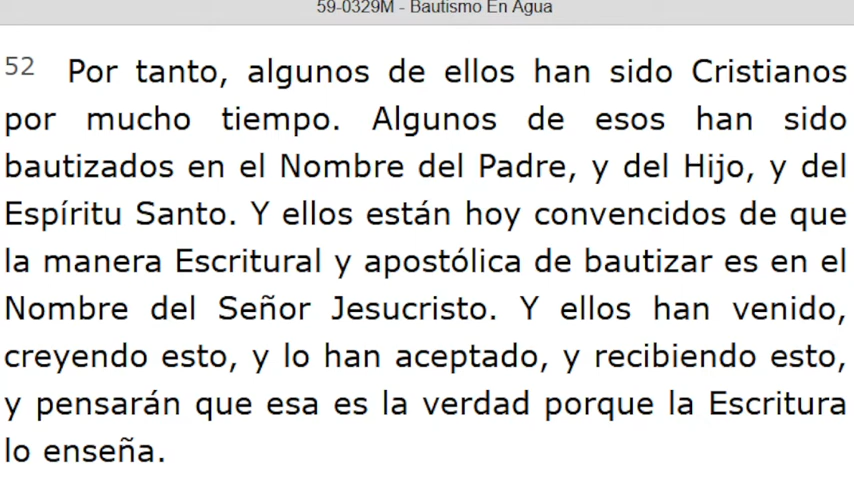 59-0329M - Bautismo En Agua
52 Por tanto, algunos de ellos han sido Cristianos
por mucho tiempo. Algunos de esos han sido
bautizados en el Nombre del Padre, y del Hijo, y del
Espíritu Santo. Y ellos están hoy convencidos de que
la manera Escritural y apostólica de bautizar es en el
Nombre del Señor Jesucristo. Y ellos han venido,
creyendo esto, y lo han aceptado, y recibiendo esto,
y pensarán que esa es la verdad porque la Escritura
lo enseña.